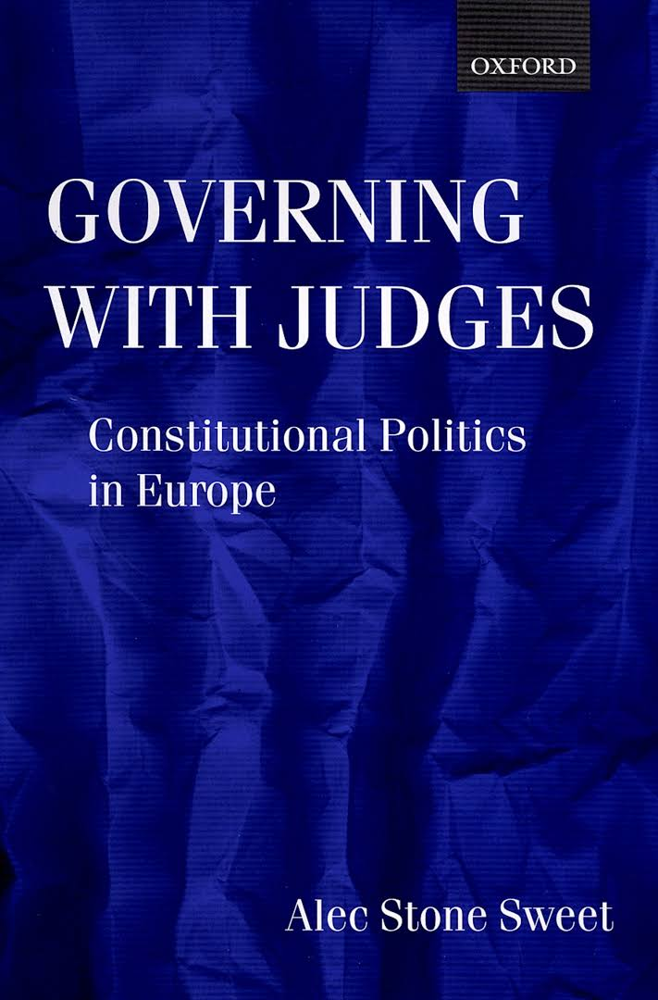 OXFORD
GOVERNING
WITH JUDGES
Constitutional Politics
in Europe
Alec Stone Sweet